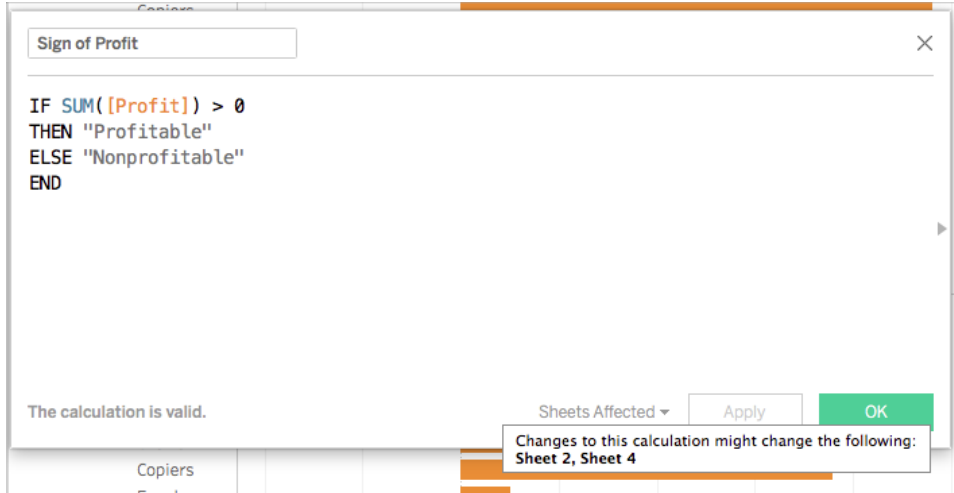 Copiers
Sign of Profit
IF SUM([Profit]) > 0
THEN "Profitable"
ELSE "Nonprofitable"
END
The calculation is valid.
Sheets Affected
Apply
OK
Changes to this calculation might change the following:
Sheet 2, Sheet 4
Copiers